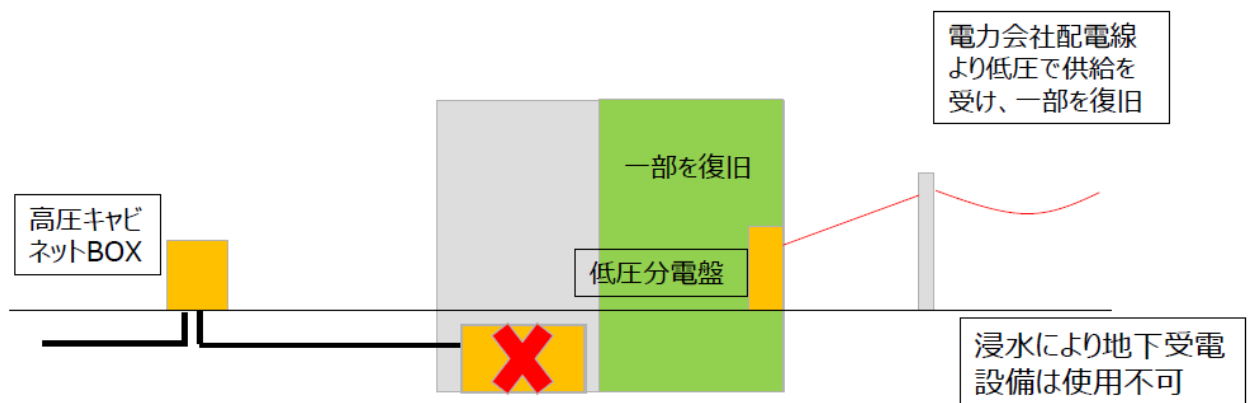 電力会社配電線
より低圧で供給を
受け、一部を復旧
一部を復旧
高圧キャビ
ネットBOX
低圧分電盤
浸水により地下受電
設備は使用不可